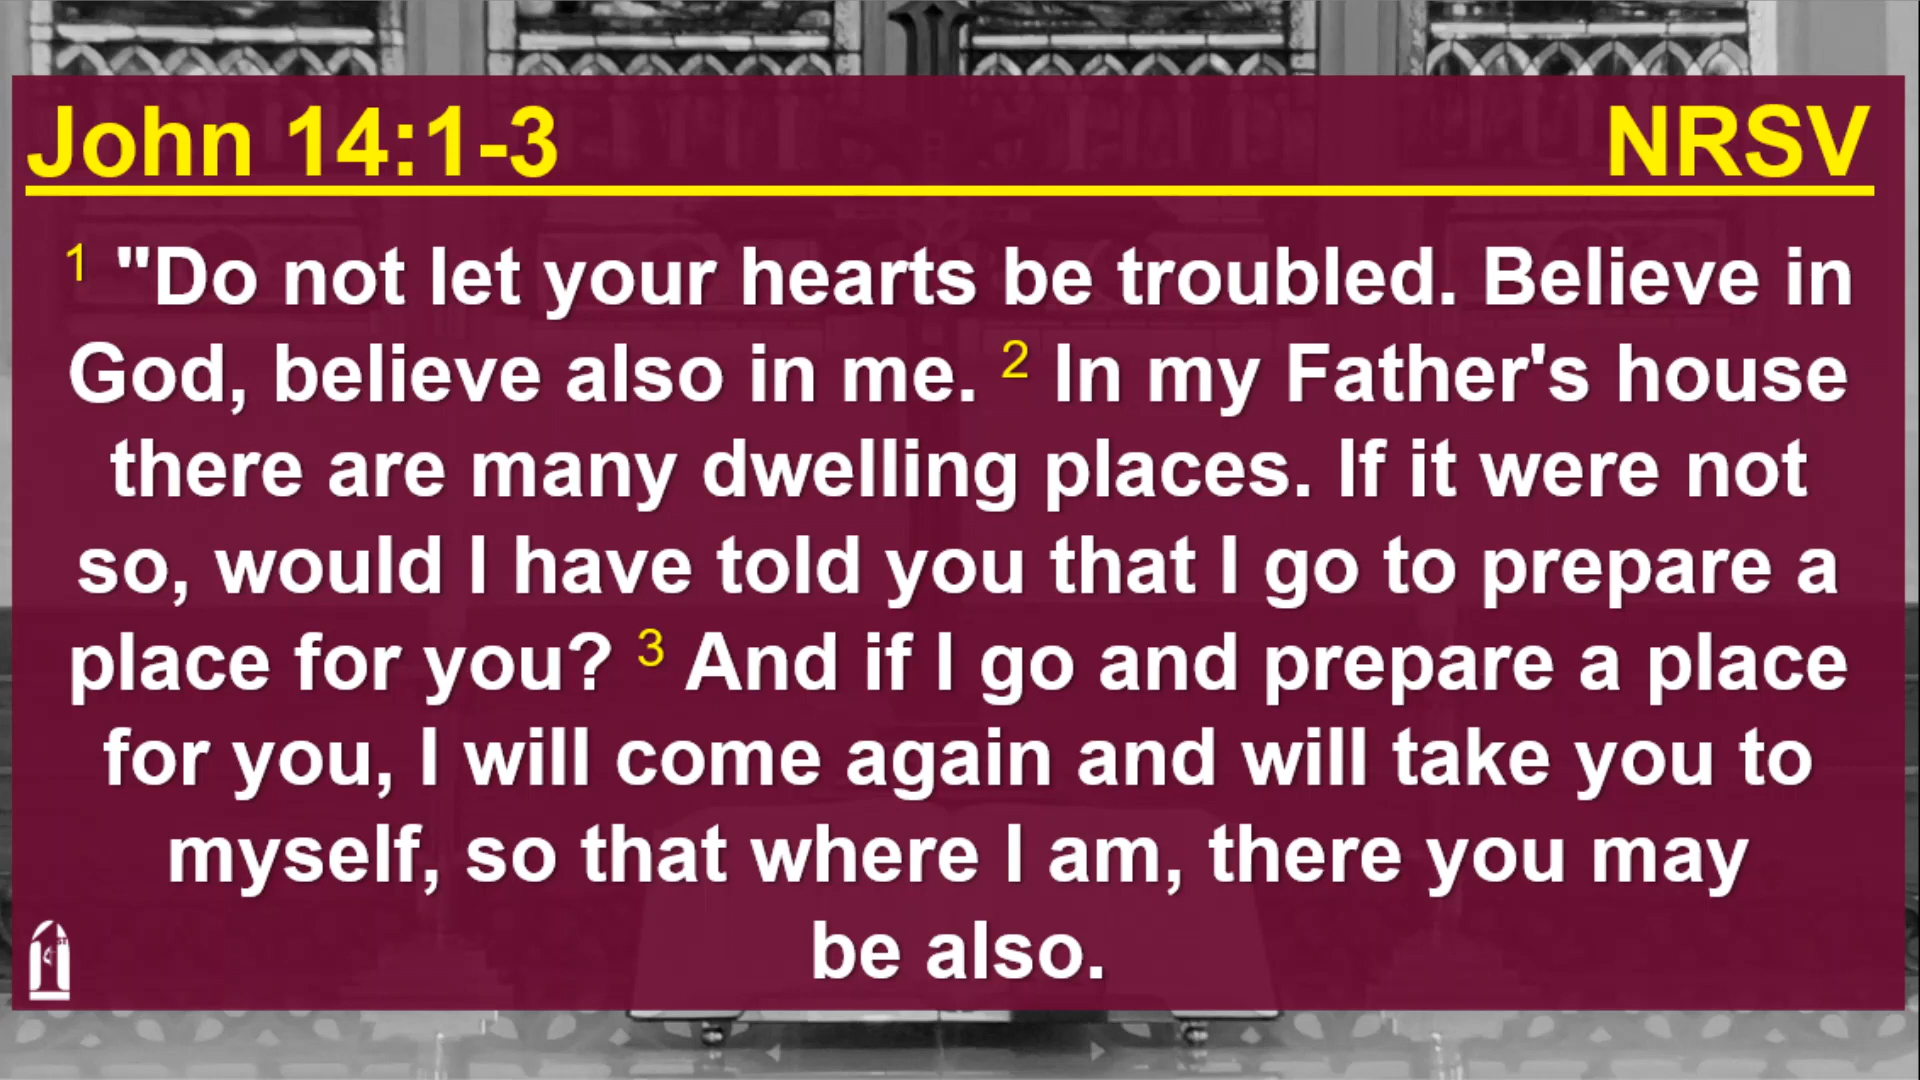 John 14:1-3 NRSV
1 "Do not let your hearts be troubled. Believe in
God, believe also in me. 2 In my Father's house
there are many dwelling places. If it were not
so, would I have told you that I go to prepare a
place for you? 3 And if I go and prepare a place
for you, I will come again and will take you to
myself, so that where I am, there you may
be also.
ST